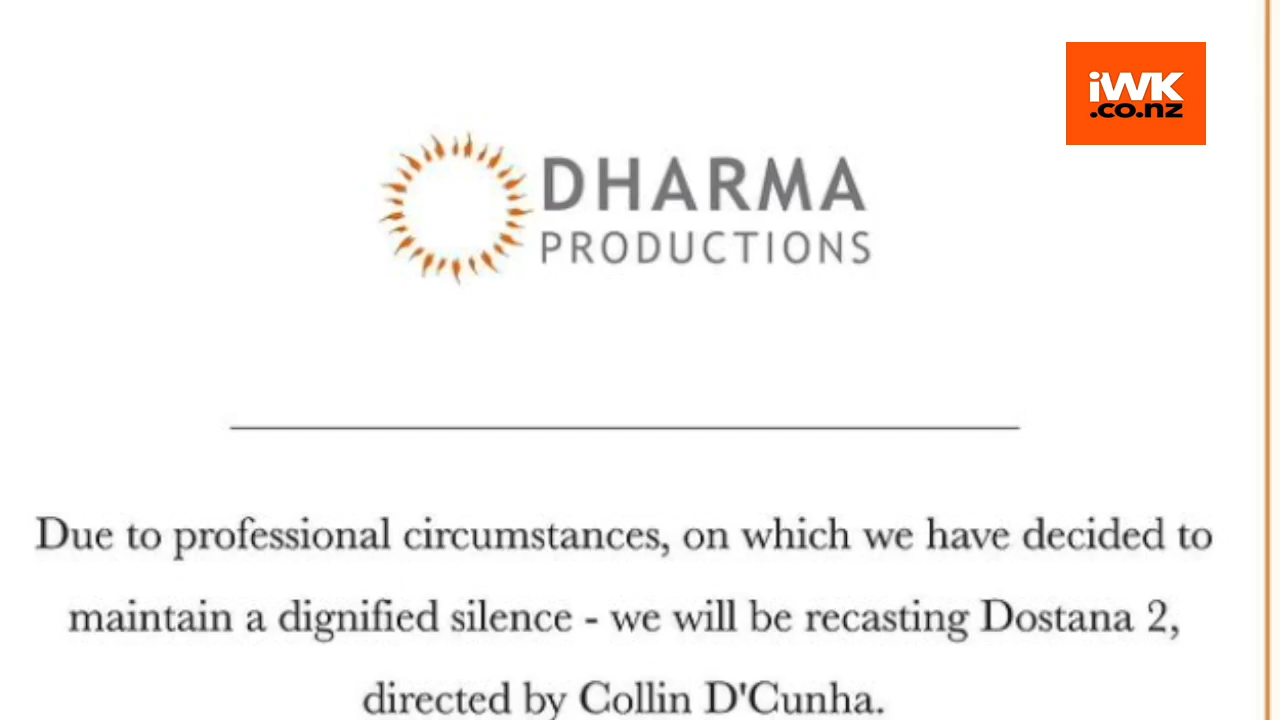 iWK
.co.nz
DHARMA
PRODUCTIONS
Due to professional circumstances, on which we have decided to
maintain a dignified silence - we will be recasting Dostana 2,
directed by Collin D'Cunha.